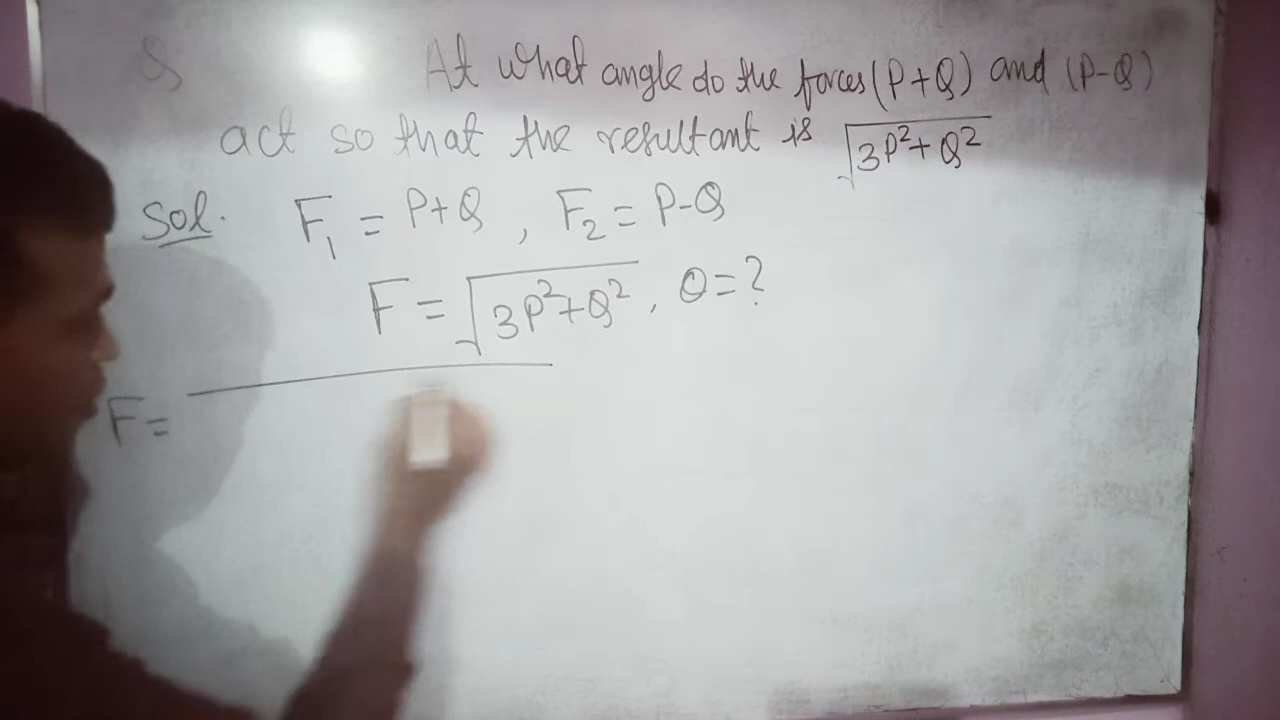 Q At what angle do the forces (P+Q) and (P-Q)
act so that the resultant is √3P²+Q²
Sol. F₁ = P+Q , F₂ = P-Q
F = √3P²+Q² , θ=?
F=